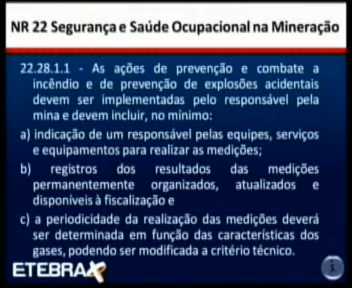 NR 22 Segurança e Saúde Ocupacional na Mineração
22.28.1.1 - As ações de prevenção e combate a
incêndio e de prevenção de explosões acidentais
devem ser implementadas pelo responsável pela
mina e devem incluir, no mínimo:
a) indicação de um responsável pelas equipes, serviços
e equipamentos para realizar as medições;
b) registros dos resultados das medições
permanentemente organizados, atualizados e
disponíveis à fiscalização e
c) a periodicidade da realização das medições deverá
ser determinada em função das características dos
gases, podendo ser modificada a critério técnico.
ETEBRAX